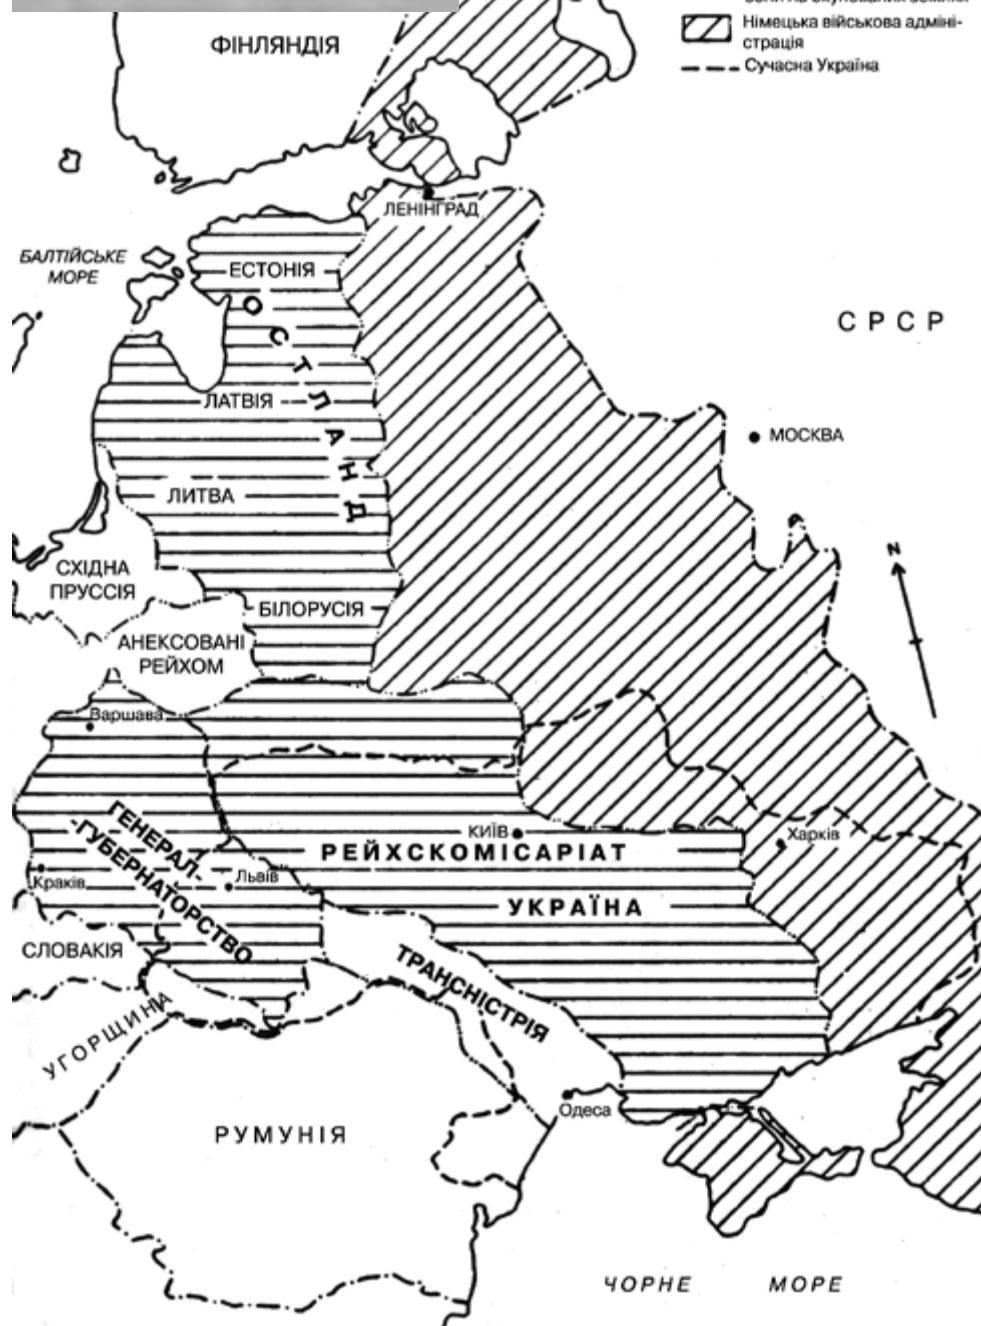 Німецька військова адміні-
страція
Сучасна Україна
ФІНЛЯНДІЯ
ЛЕНІНГРАД
БАЛТІЙСЬКЕ
МОРЕ
ЕСТОНІЯ
ОСТЛАНД
СРСР
ЛАТВІЯ
МОСКВА
ЛИТВА
N
СХІДНА
ПРУССІЯ
БІЛОРУСІЯ
АНЕКСОВАНІ
РЕЙХОМ
Варшава
ГЕНЕРАЛ-
-ГУБЕРНАТОРСТВО
КИЇВ
Харків
РЕЙХСКОМІСАРІАТ
УКРАЇНА
Краків
Львів
СЛОВАКІЯ
ТРАНСНІСТРІЯ
УГОРЩИНА
Одеса
РУМУНІЯ
ЧОРНЕ МОРЕ